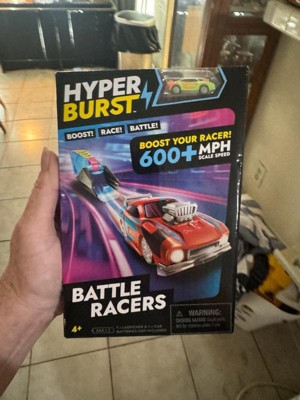 HYPER
BURST
BOOST! RACE! BATTLE!
BOOST YOUR RACER!
600+ MPH
SCALE SPEED
BATTLE
RACERS
4+
WARNING: